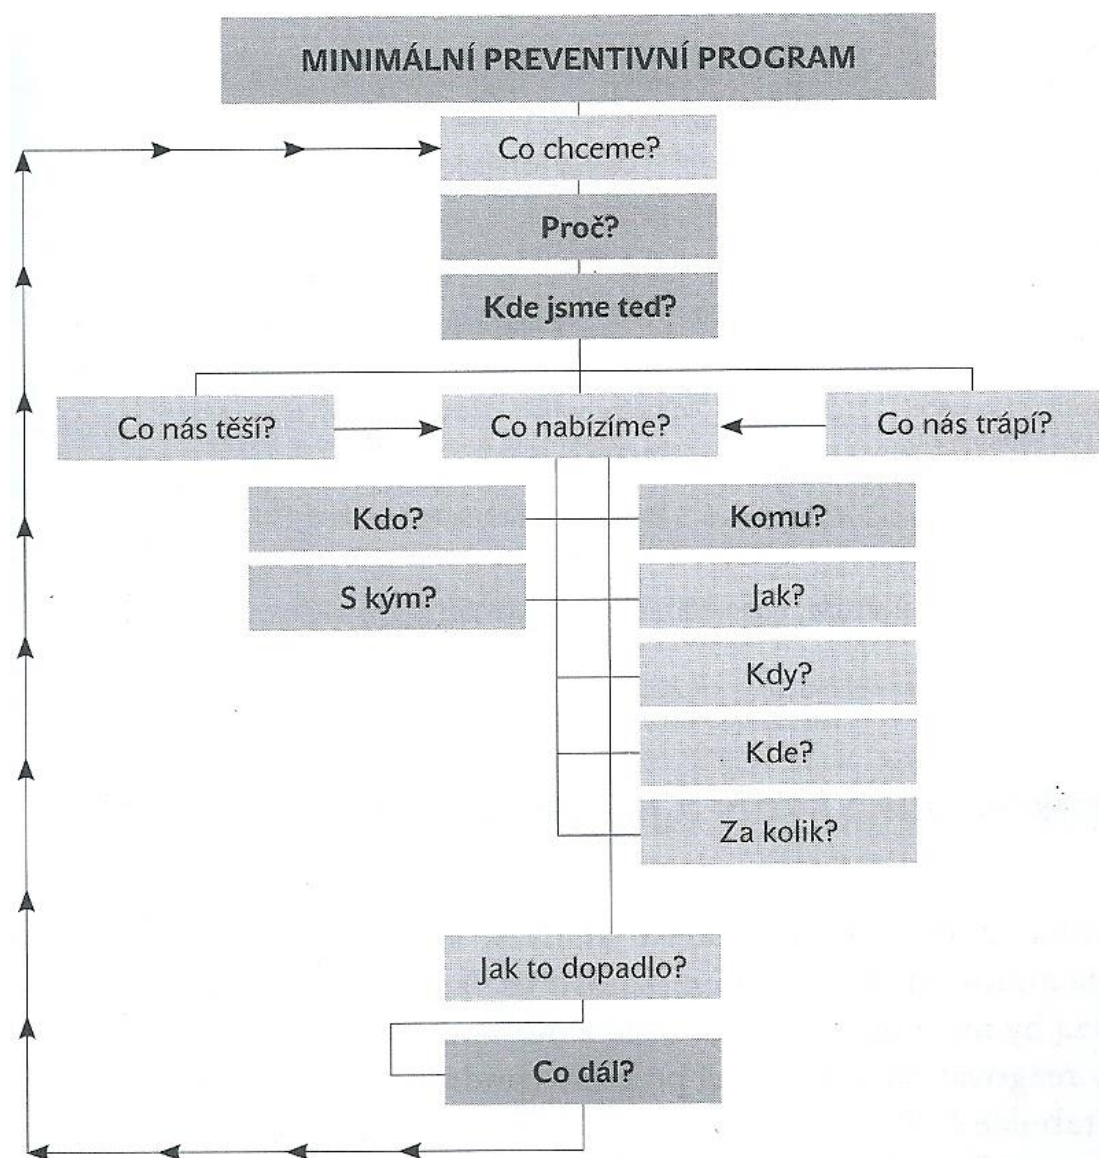 MINIMÁLNÍ PREVENTIVNÍ PROGRAM
Co chceme?
Proč?
Kde jsme teď?
Co nás těší?
Co nabízíme?
Co nás trápí?
Kdo?
Komu?
S kým?
Jak?
Kdy?
Kde?
Za kolik?
Jak to dopadlo?
Co dál?